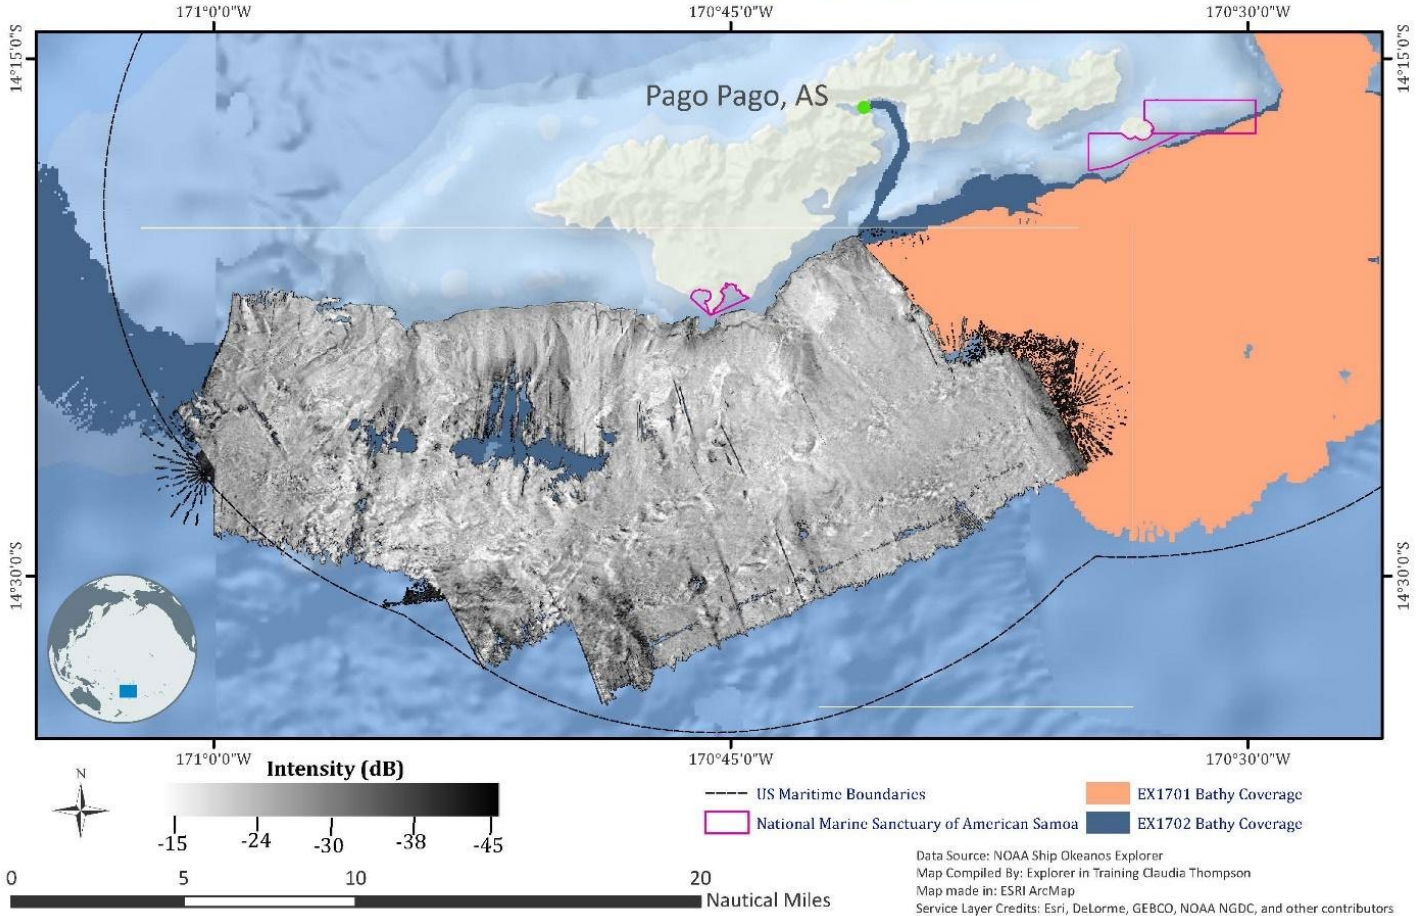 171°0'0"W 170°45'0"W 170°30'0"W
14°15'0"S 14°15'0"S
Pago Pago, AS
14°30'0"S 14°30'0"S
171°0'0"W 170°45'0"W 170°30'0"W
N
Intensity (dB)
-15 -24 -30 -38 -45
US Maritime Boundaries
National Marine Sanctuary of American Samoa
EX1701 Bathy Coverage
EX1702 Bathy Coverage
0 5 10 20
Nautical Miles
Data Source: NOAA Ship Okeanos Explorer
Map Compiled By: Explorer in Training Claudia Thompson
Map made in: ESRI ArcMap
Service Layer Credits: Esri, DeLorme, GEBCO, NOAA NGDC, and other contributors